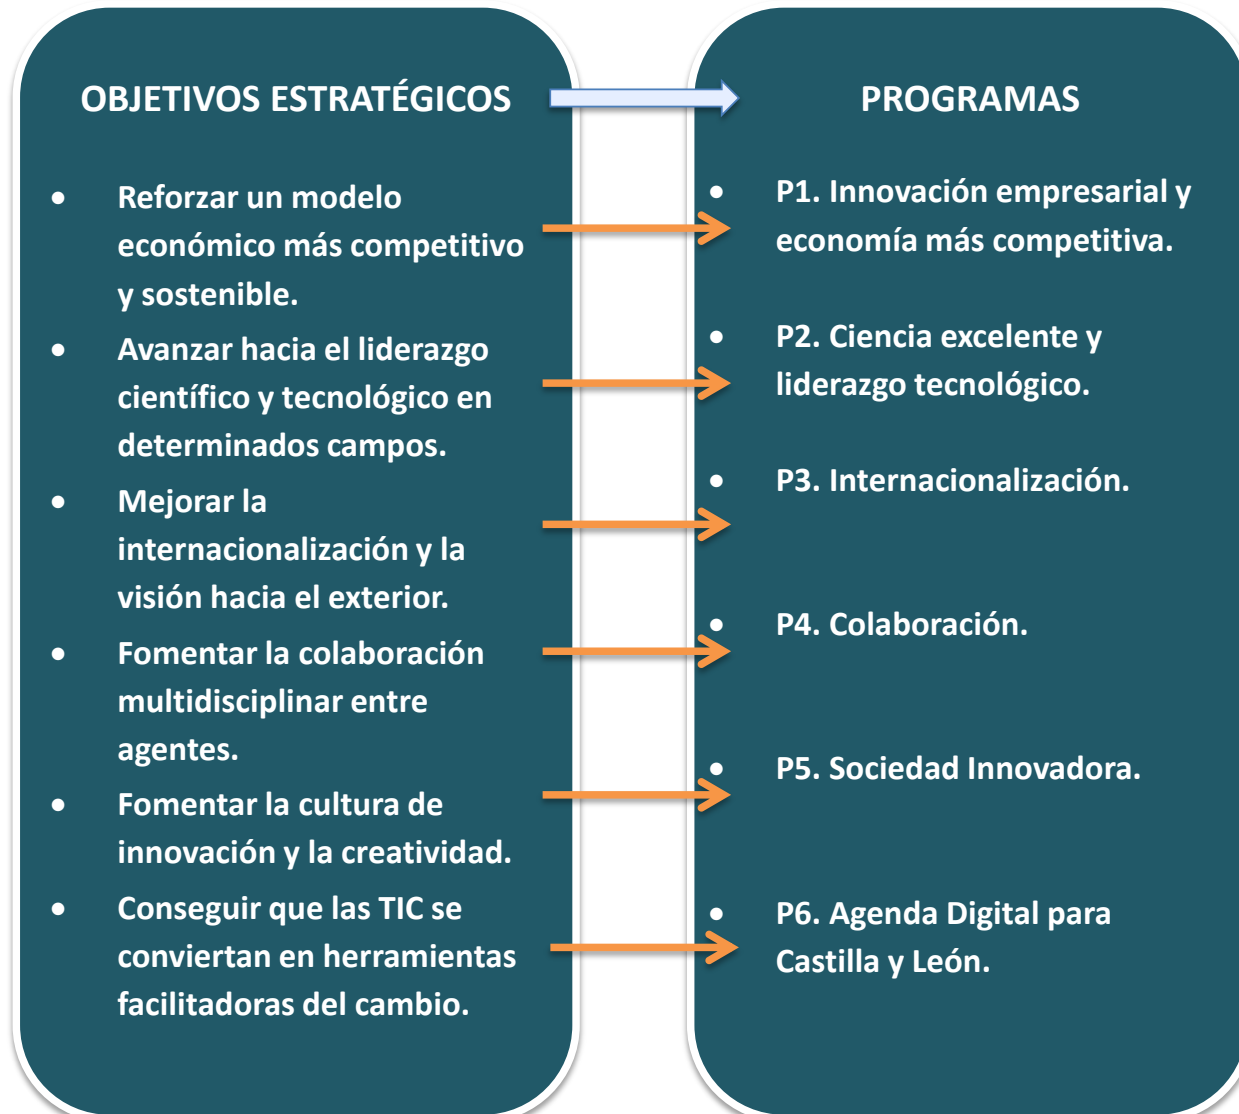 OBJETIVOS ESTRATÉGICOS
• Reforzar un modelo
económico más competitivo
y sostenible.
• Avanzar hacia el liderazgo
científico y tecnológico en
determinados campos.
• Mejorar la
internacionalización y la
visión hacia el exterior.
• Fomentar la colaboración
multidisciplinar entre
agentes.
• Fomentar la cultura de
innovación y la creatividad.
• Conseguir que las TIC se
conviertan en herramientas
facilitadoras del cambio.
PROGRAMAS
• P1. Innovación empresarial y
economía más competitiva.
• P2. Ciencia excelente y
liderazgo tecnológico.
• P3. Internacionalización.
• P4. Colaboración.
• P5. Sociedad Innovadora.
• P6. Agenda Digital para
Castilla y León.